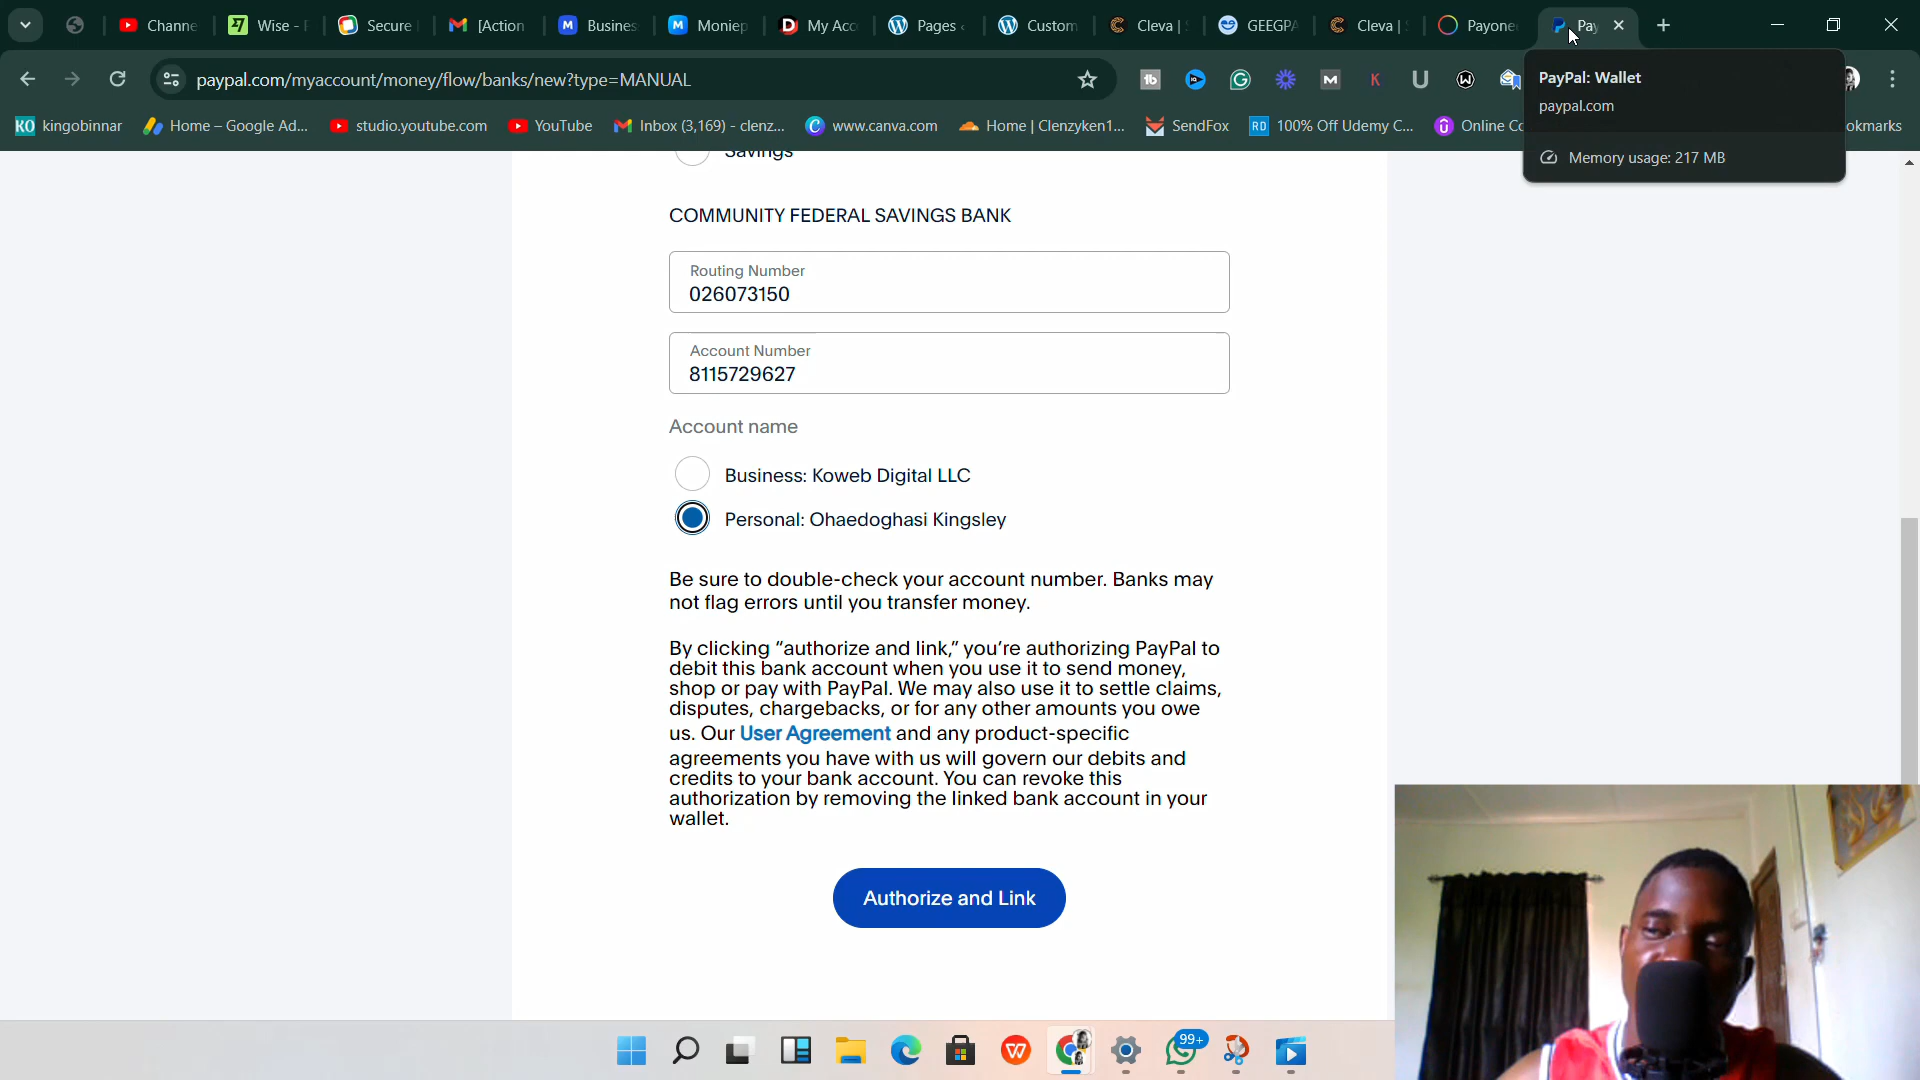 Channe
Wise -
Secure
[Action
Business
Moniep
My Acc
Pages
Custom
Cleva |
GEEGPA
Cleva |
Payone
Pay
paypal.com/myaccount/money/flow/banks/new?type=MANUAL
PayPal: Wallet
paypal.com
Memory usage: 217 MB
kingobinnar
Home – Google Ad...
studio.youtube.com
YouTube
Inbox (3,169) - clenz...
www.canva.com
Home | Clenzyken1...
SendFox
RD 100% Off Udemy C...
Online Co
okmarks
Savings
COMMUNITY FEDERAL SAVINGS BANK
Routing Number
026073150
Account Number
8115729627
Account name
Business: Koweb Digital LLC
Personal: Ohaedoghasi Kingsley
Be sure to double-check your account number. Banks may
not flag errors until you transfer money.
By clicking “authorize and link,” you’re authorizing PayPal to
debit this bank account when you use it to send money,
shop or pay with PayPal. We may also use it to settle claims,
disputes, chargebacks, or for any other amounts you owe
us. Our User Agreement and any product-specific
agreements you have with us will govern our debits and
credits to your bank account. You can revoke this
authorization by removing the linked bank account in your
wallet.
Authorize and Link
99+